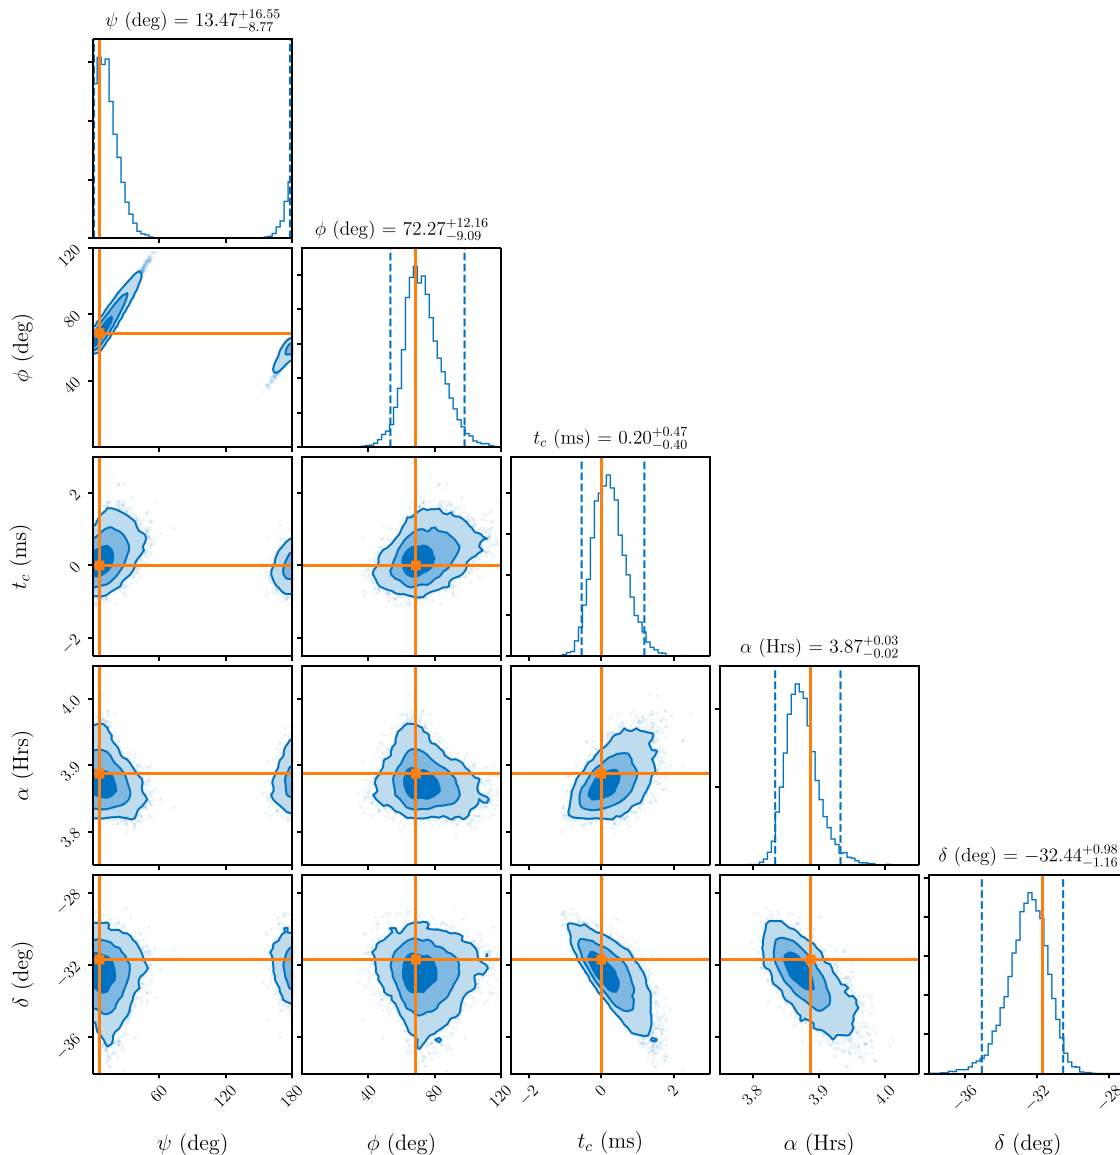 ψ (deg) = 13.47^{+16.55}_{−8.77}
ϕ (deg) = 72.27^{+12.16}_{−9.09}
120
80
40
ϕ (deg)
t_c (ms) = 0.20^{+0.47}_{−0.40}
2
0
−2
t_c (ms)
α (Hrs) = 3.87^{+0.03}_{−0.02}
4.0
3.9
3.8
α (Hrs)
δ (deg) = −32.44^{+0.98}_{−1.16}
−28
−32
−36
δ (deg)
60 120 180 40 80 120 −2 0 2 3.8 3.9 4.0 −36 −32 −28
ψ (deg) ϕ (deg) t_c (ms) α (Hrs) δ (deg)